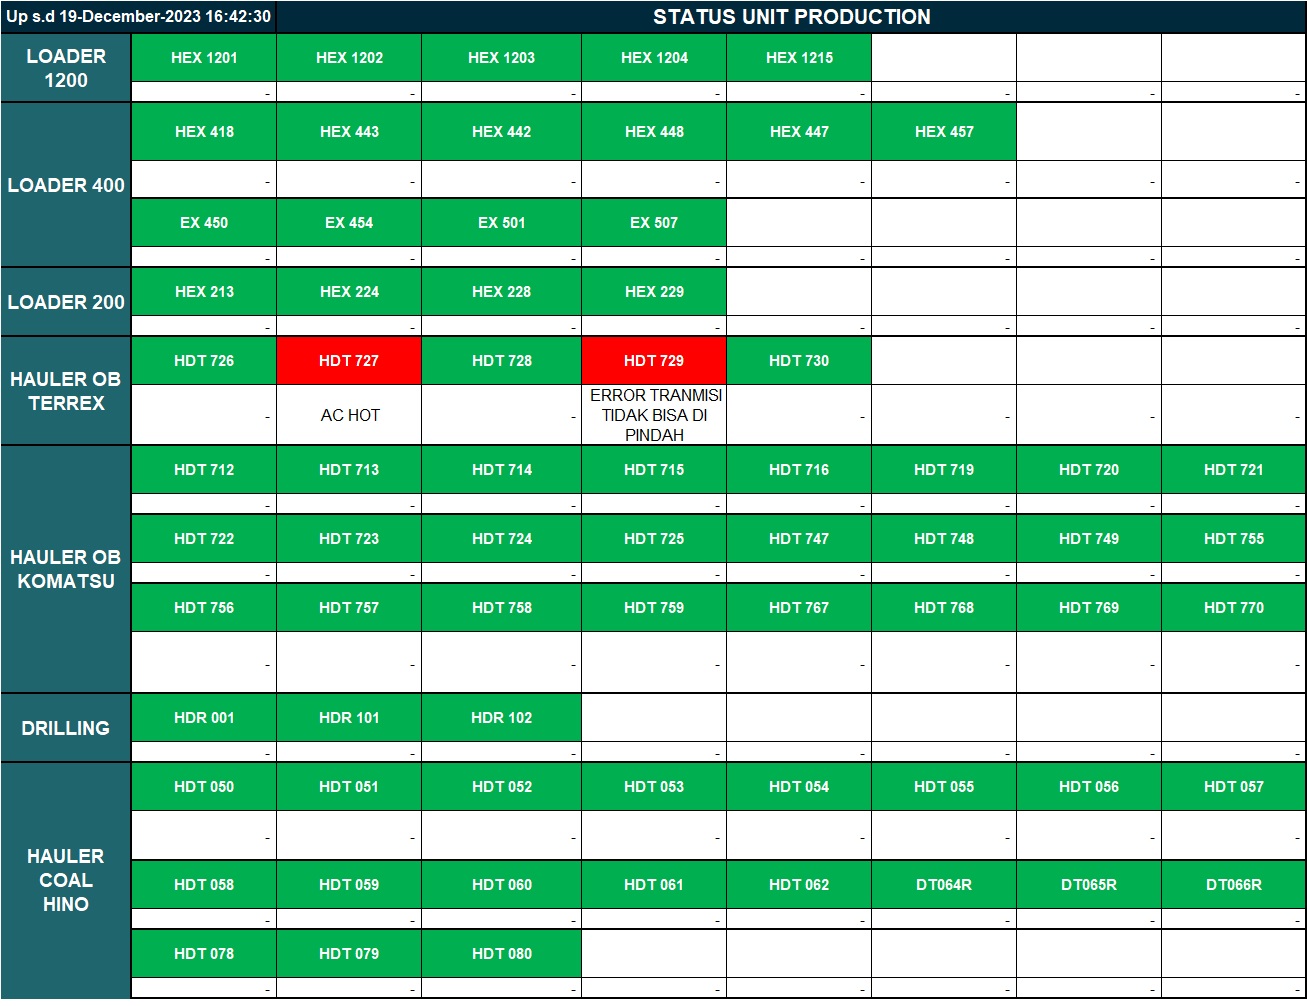 Up s.d 19-December-2023 16:42:30 STATUS UNIT PRODUCTION
LOADER
1200
HEX 1201 HEX 1202 HEX 1203 HEX 1204 HEX 1215
- - - - - - - -
LOADER 400
HEX 418 HEX 443 HEX 442 HEX 448 HEX 447 HEX 457
- - - - - - - -
EX 450 EX 454 EX 501 EX 507
- - - - - - - -
LOADER 200
HEX 213 HEX 224 HEX 228 HEX 229
- - - - - - - -
HAULER OB
TERREX
HDT 726 HDT 727 HDT 728 HDT 729 HDT 730
- AC HOT - ERROR TRANMISI
TIDAK BISA DI
PINDAH
- - - -
HAULER OB
KOMATSU
HDT 712 HDT 713 HDT 714 HDT 715 HDT 716 HDT 719 HDT 720 HDT 721
- - - - - - - -
HDT 722 HDT 723 HDT 724 HDT 725 HDT 747 HDT 748 HDT 749 HDT 755
- - - - - - - -
HDT 756 HDT 757 HDT 758 HDT 759 HDT 767 HDT 768 HDT 769 HDT 770
- - - - - - - -
DRILLING
HDR 001 HDR 101 HDR 102
- - - - - - - -
HAULER
COAL
HINO
HDT 050 HDT 051 HDT 052 HDT 053 HDT 054 HDT 055 HDT 056 HDT 057
- - - - - - - -
HDT 058 HDT 059 HDT 060 HDT 061 HDT 062 DT064R DT065R DT066R
- - - - - - - -
HDT 078 HDT 079 HDT 080
- - - - - - - -